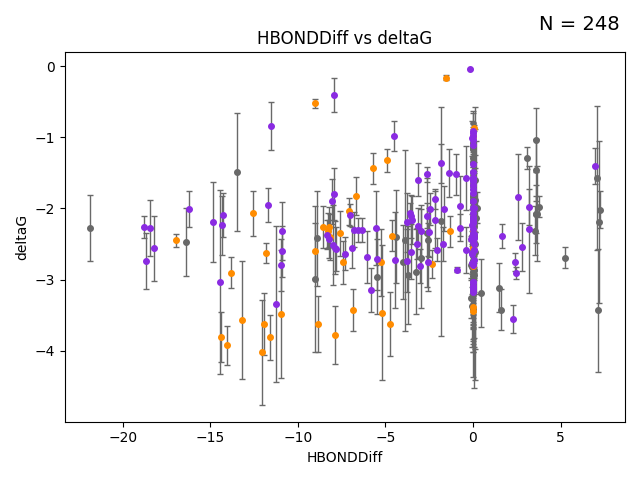 N = 248
HBONDDiff vs deltaG
0
−1
−2
−3
−4
deltaG
−20 −15 −10 −5 0 5
HBONDDiff